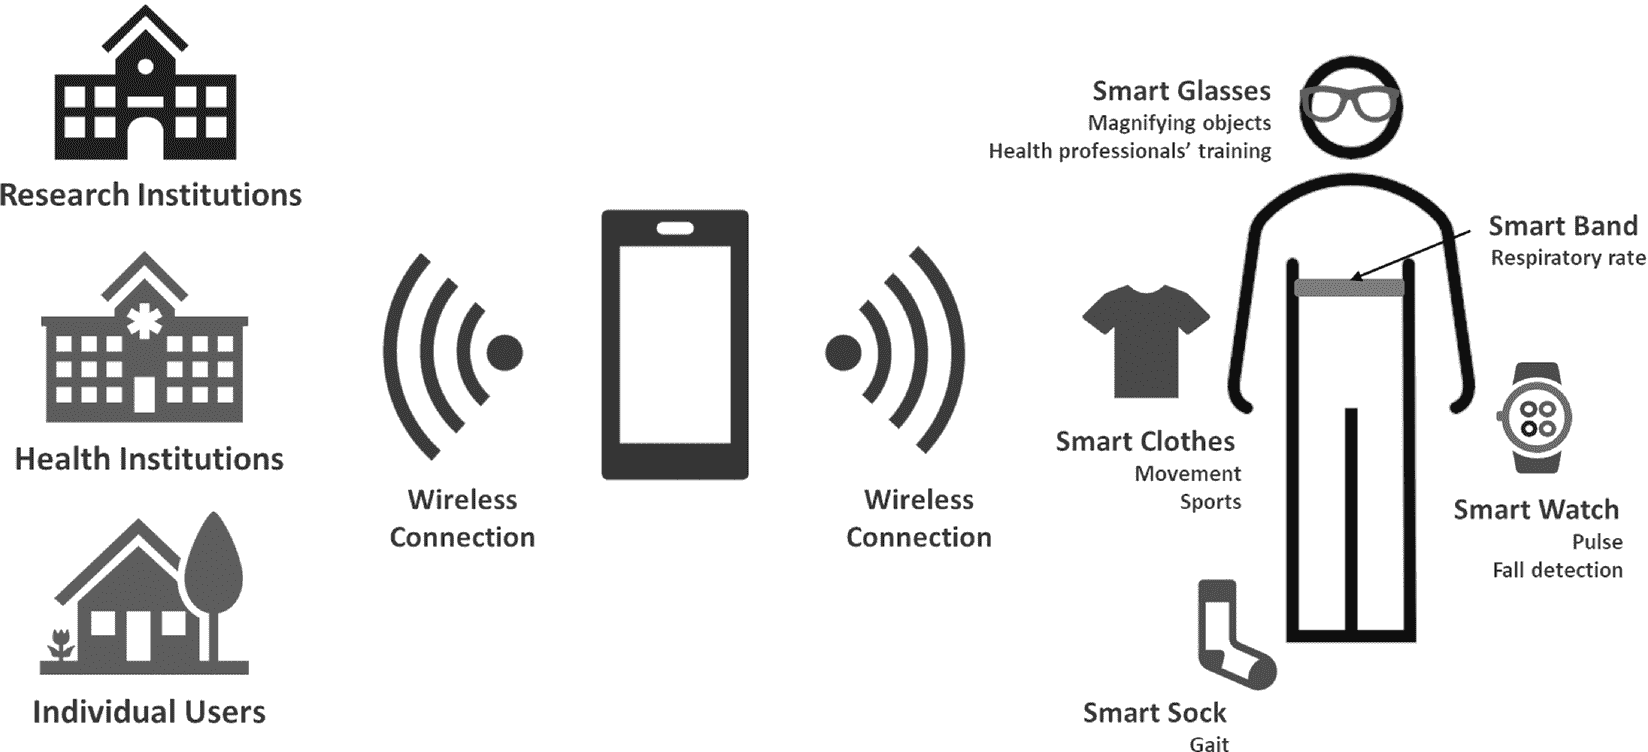 Research Institutions
Health Institutions
Individual Users
Wireless
Connection
Wireless
Connection
Smart Glasses
Magnifying objects
Health professionals’ training
Smart Band
Respiratory rate
Smart Clothes
Movement
Sports
Smart Watch
Pulse
Fall detection
Smart Sock
Gait